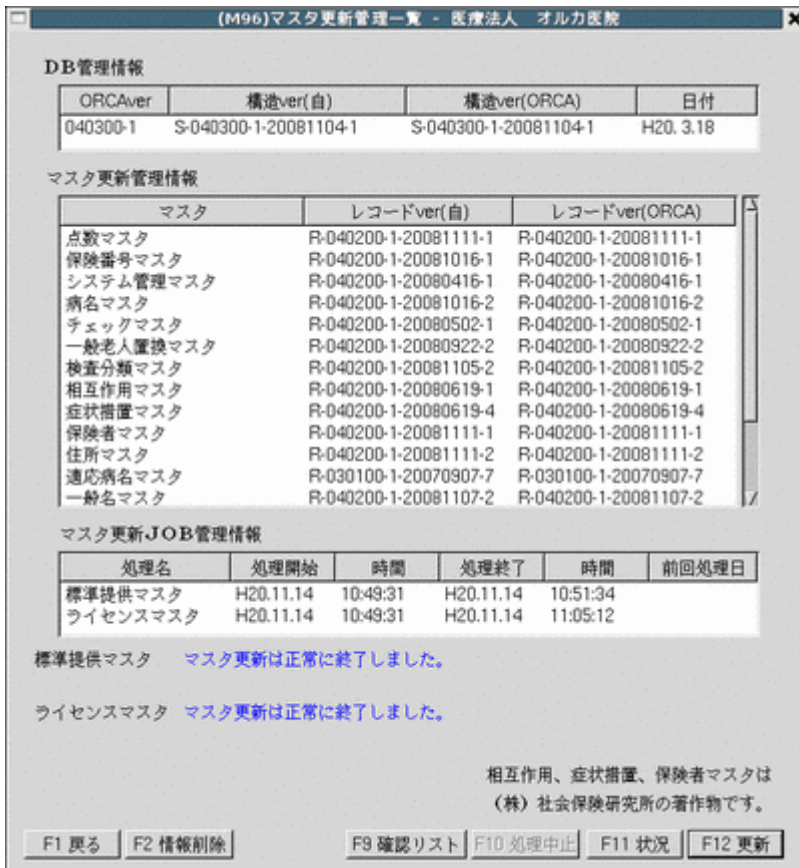 (M96)マスタ更新管理一覧 - 医療法人 オルカ医院
DB管理情報
ORCAver 構造ver(自) 構造ver(ORCA) 日付
040300-1 S-040300-1-20081104-1 S-040300-1-20081104-1 H20. 3.18
マスタ更新管理情報
マスタ レコードver(自) レコードver(ORCA)
点数マスタ R-040200-1-20081111-1 R-040200-1-20081111-1
保険番号マスタ R-040200-1-20081016-1 R-040200-1-20081016-1
システム管理マスタ R-040200-1-20080416-1 R-040200-1-20080416-1
病名マスタ R-040200-1-20081016-2 R-040200-1-20081016-2
チェックマスタ R-040200-1-20080502-1 R-040200-1-20080502-1
一般老人置換マスタ R-040200-1-20080922-2 R-040200-1-20080922-2
検査分類マスタ R-040200-1-20081105-2 R-040200-1-20081105-2
相互作用マスタ R-040200-1-20080619-1 R-040200-1-20080619-1
症状措置マスタ R-040200-1-20080619-4 R-040200-1-20080619-4
保険者マスタ R-040200-1-20081111-1 R-040200-1-20081111-1
住所マスタ R-040200-1-20081111-2 R-040200-1-20081111-2
適応病名マスタ R-030100-1-20070907-7 R-030100-1-20070907-7
一般名マスタ R-040200-1-20081107-2 R-040200-1-20081107-2
マスタ更新JOB管理情報
処理名 処理開始 時間 処理終了 時間 前回処理日
標準提供マスタ H20.11.14 10:49:31 H20.11.14 10:51:34
ライセンスマスタ H20.11.14 10:49:31 H20.11.14 11:05:12
標準提供マスタ マスタ更新は正常に終了しました。
ライセンスマスタ マスタ更新は正常に終了しました。
相互作用、症状措置、保険者マスタは
(株)社会保険研究所の著作物です。
F1 戻る F2 情報削除 F9 確認リスト F10 処理中止 F11 状況 F12 更新